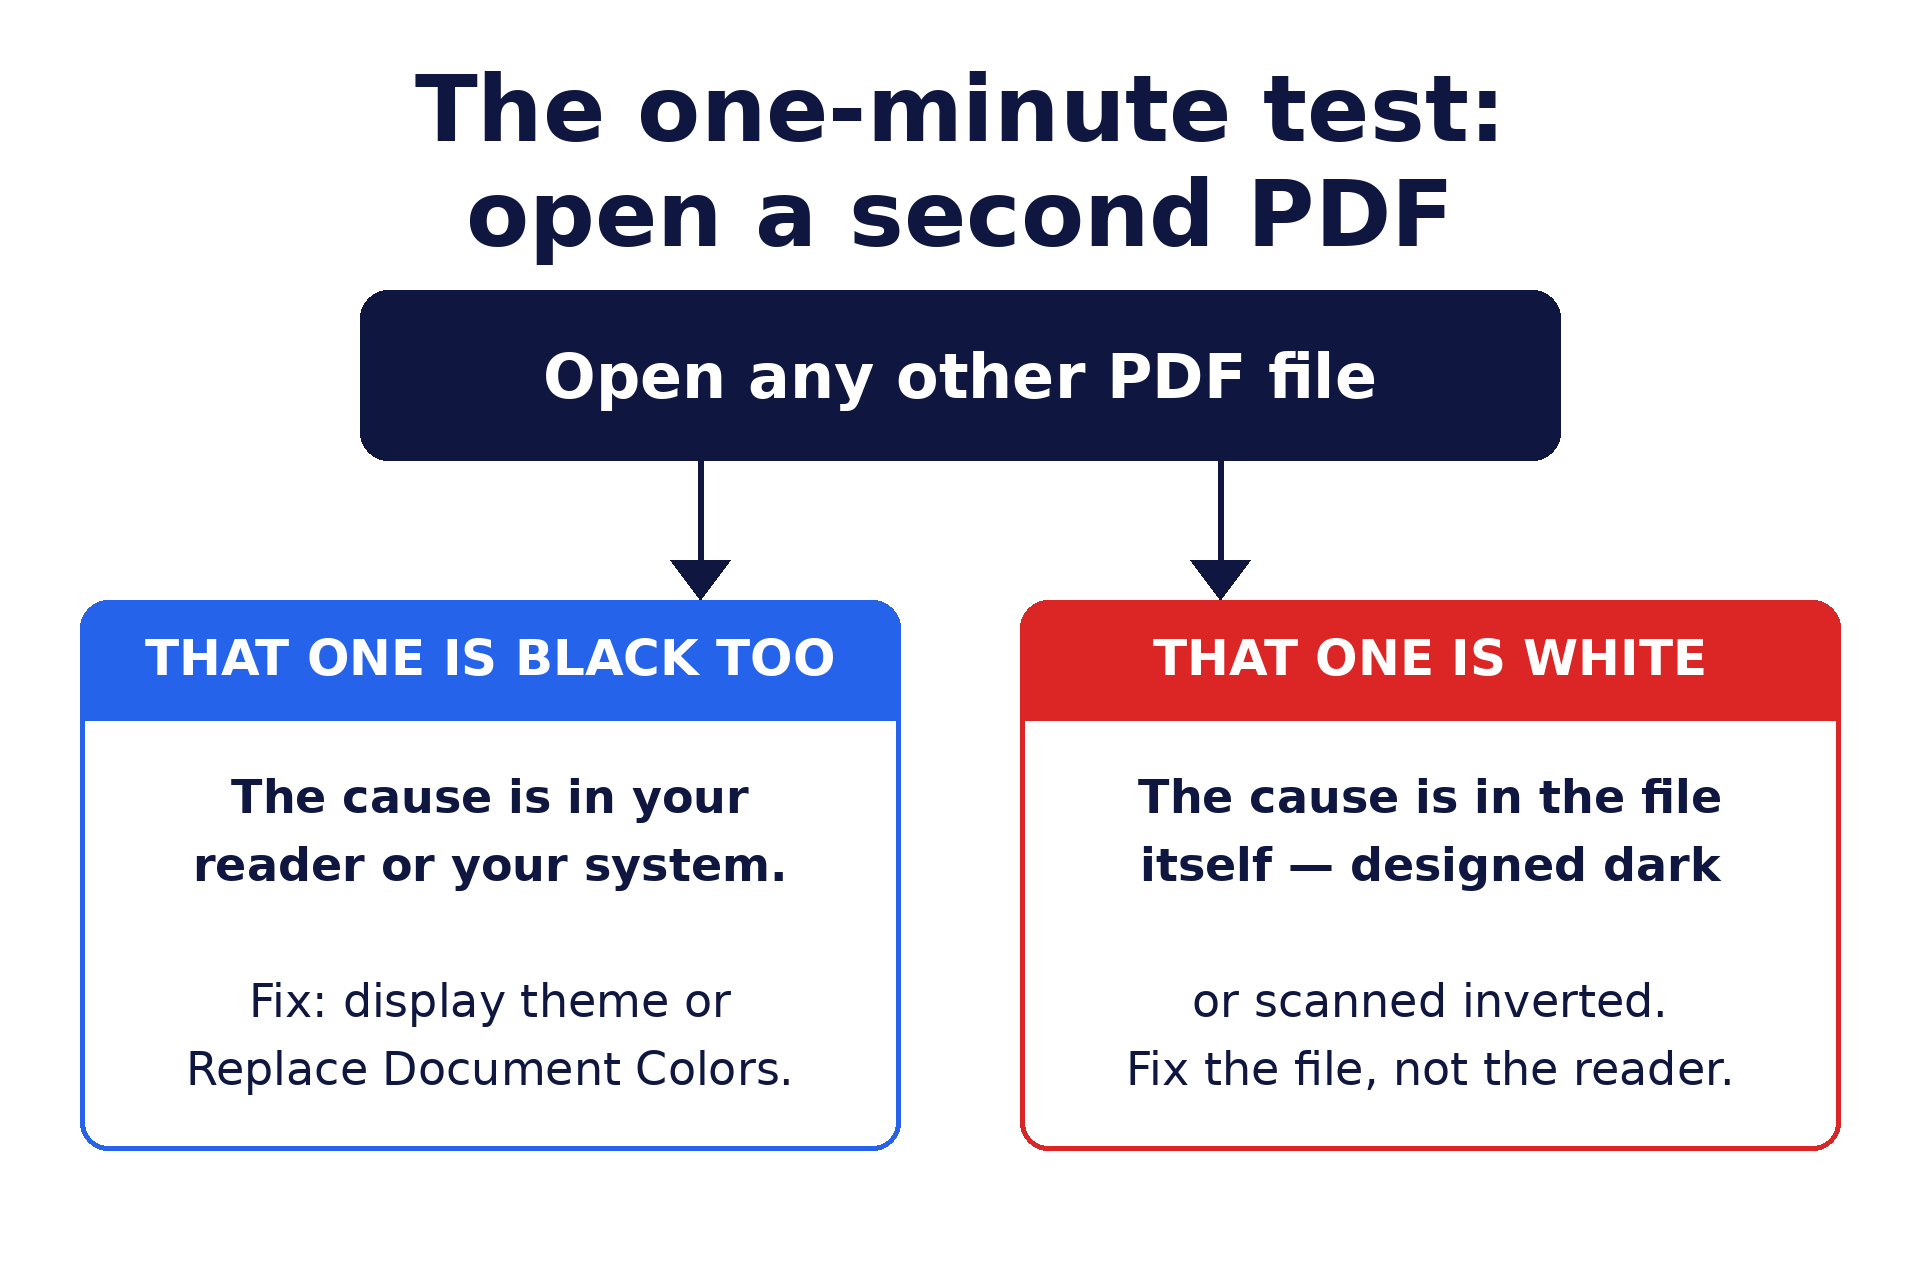 The one-minute test:
open a second PDF
Open any other PDF file
THAT ONE IS BLACK TOO
The cause is in your
reader or your system.
Fix: display theme or
Replace Document Colors.
THAT ONE IS WHITE
The cause is in the file
itself — designed dark
or scanned inverted.
Fix the file, not the reader.